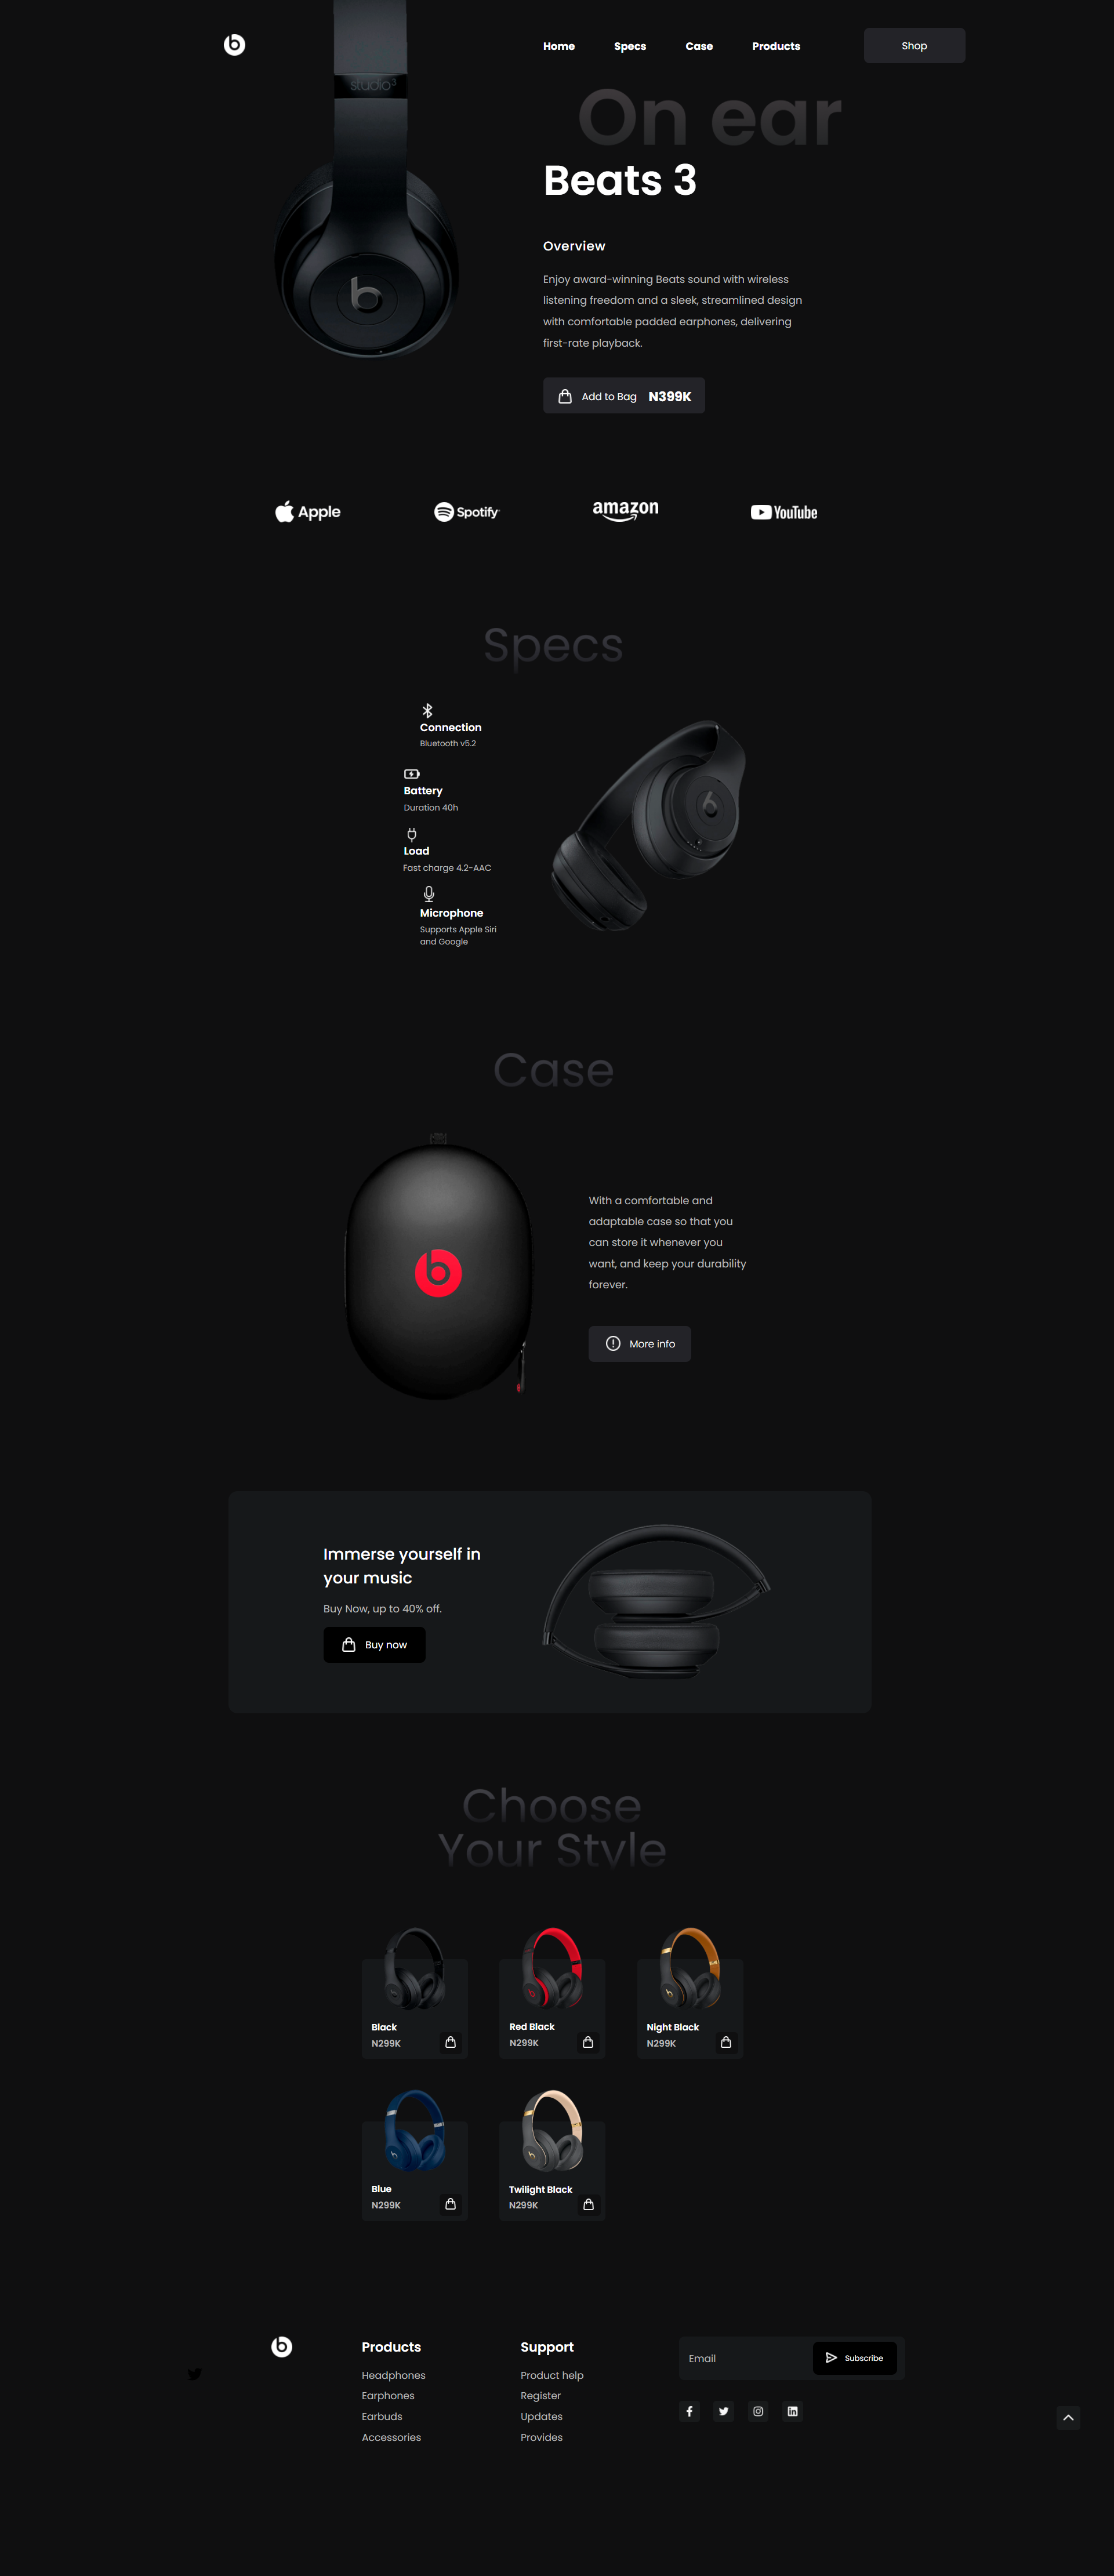 Home Specs Case Products Shop
studio3
On ear
Beats 3
Overview
Enjoy award-winning Beats sound with wireless
listening freedom and a sleek, streamlined design
with comfortable padded earphones, delivering
first-rate playback.
Add to Bag N399K
Apple Spotify amazon YouTube
Specs
Connection
Bluetooth v5.2
Battery
Duration 40h
Load
Fast charge 4.2-AAC
Microphone
Supports Apple Siri
and Google
Case
With a comfortable and
adaptable case so that you
can store it whenever you
want, and keep your durability
forever.
More info
Immerse yourself in
your music
Buy Now, up to 40% off.
Buy now
Choose
Your Style
Black
N299K
Red Black
N299K
Night Black
N299K
Blue
N299K
Twilight Black
N299K
Products
Headphones
Earphones
Earbuds
Accessories
Support
Product help
Register
Updates
Provides
Email Subscribe